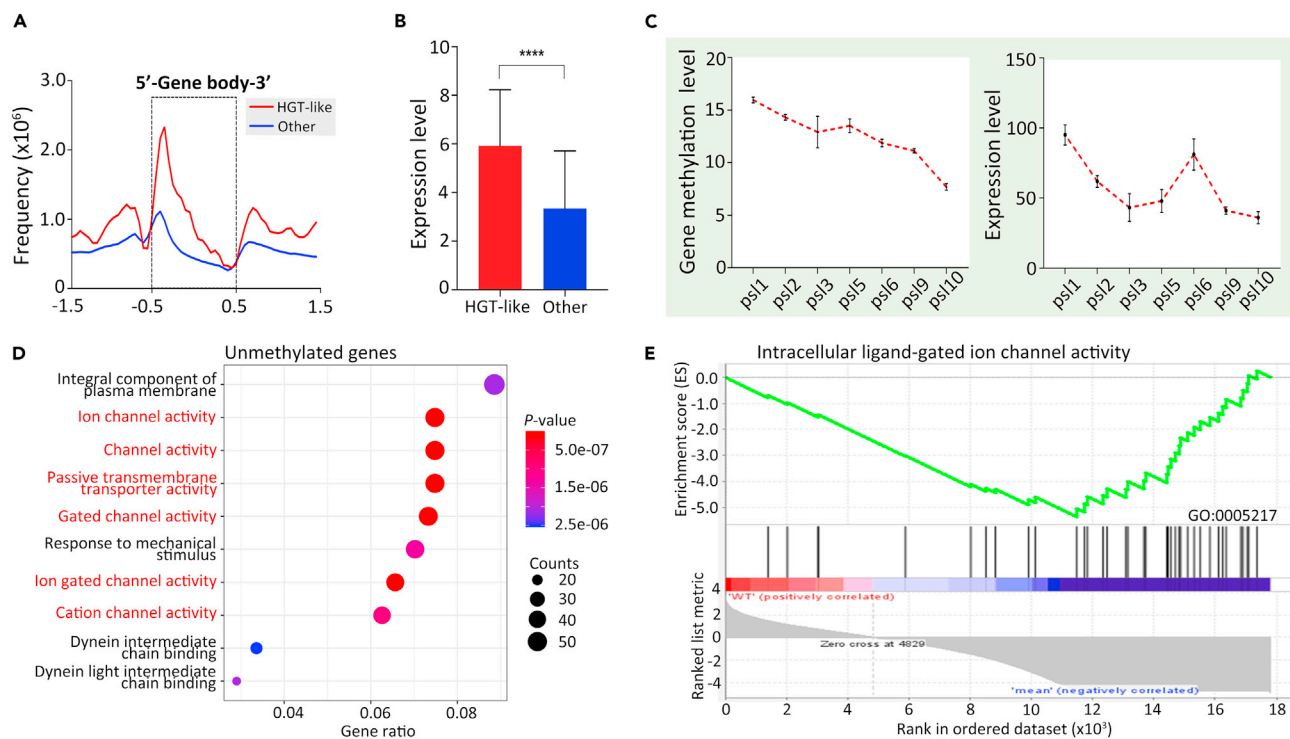 A
5'-Gene body-3'
HGT-like
Other
Frequency (x10⁶)
3.0
2.0
1.0
0
-1.5
-0.5
0.5
1.5
B
****
Expression level
10
8
6
4
2
0
HGT-like
Other
C
Gene methylation level
20
15
10
5
0
psl1
psl2
psl3
psl5
psl6
psl9
psl10
Expression level
150
100
50
0
psl1
psl2
psl3
psl5
psl6
psl9
psl10
D
Unmethylated genes
Integral component of
plasma membrane
Ion channel activity
Channel activity
Passive transmembrane
transporter activity
Gated channel activity
Response to mechanical
stimulus
Ion gated channel activity
Cation channel activity
Dynein intermediate
chain binding
Dynein light intermediate
chain binding
0.04
0.06
0.08
Gene ratio
P-value
5.0e-07
1.5e-06
2.5e-06
Counts
20
30
40
50
E
Intracellular ligand-gated ion channel activity
Enrichment score (ES)
0.0
-1.0
-2.0
-3.0
-4.0
-5.0
GO:0005217
'WT' (positively correlated)
Ranked list metric
4
2
0
-2
-4
Zero cross at 4829
'mean' (negatively correlated)
0
2
4
6
8
10
12
14
16
18
Rank in ordered dataset (x10³)